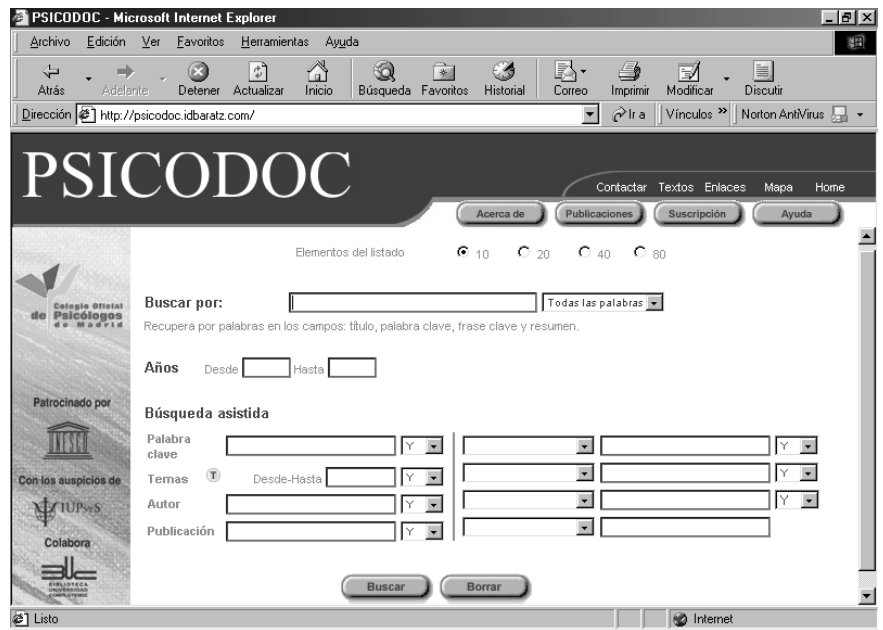 PSICODOC - Microsoft Internet Explorer
Archivo Edición Ver Favoritos Herramientas Ayuda
Atrás Adelante Detener Actualizar Inicio Búsqueda Favoritos Historial Correo Imprimir Modificar Discutir
Dirección http://psicodoc.idbaratz.com/ Ir a Vínculos » Norton AntiVirus
PSICODOC
Contactar Textos Enlaces Mapa Home
Acerca de Publicaciones Suscripción Ayuda
Elementos del listado 10 20 40 80
Colegio Oficial
de Psicólogos
de Madrid
Buscar por: Todas las palabras
Recupera por palabras en los campos: título, palabra clave, frase clave y resumen.
Años Desde Hasta
Patrocinado por
UNESCO
Con los auspicios de
IUPsyS
Colabora
BIBLIOTECA
UNIVERSIDAD
COMPLUTENSE
Búsqueda asistida
Palabra
clave Y Y
Temas T Desde-Hasta Y Y
Autor Y Y
Publicación Y
Buscar Borrar
Listo Internet